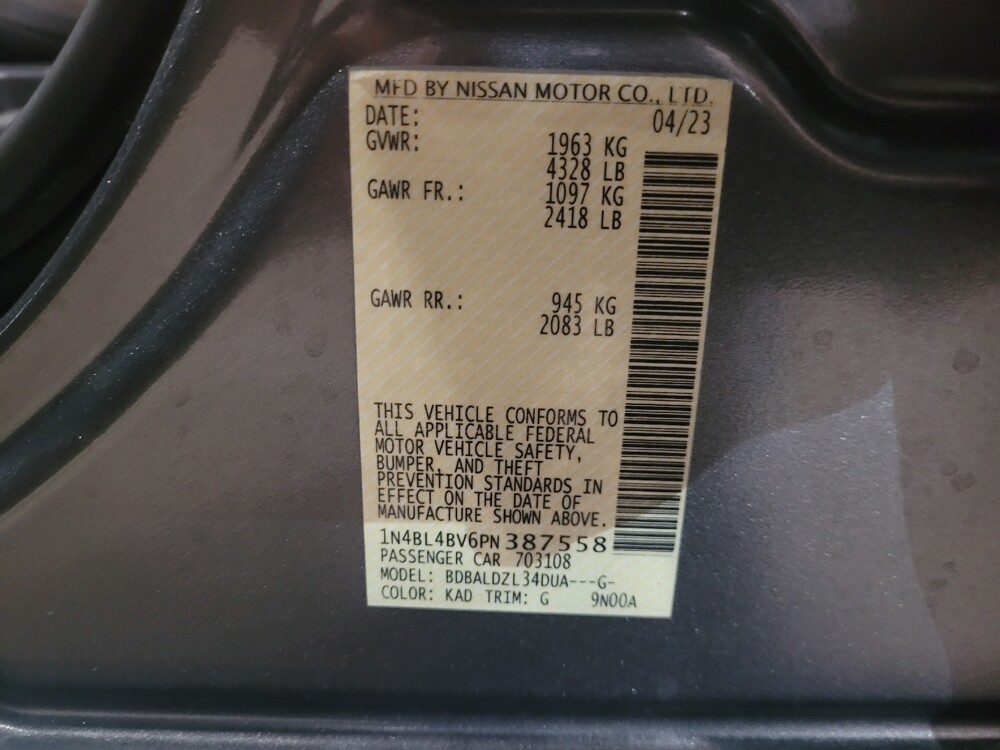 MFD BY NISSAN MOTOR CO., LTD.
DATE: 04/23
GVWR: 1963 KG
4328 LB
GAWR FR.: 1097 KG
2418 LB
GAWR RR.: 945 KG
2083 LB
THIS VEHICLE CONFORMS TO
ALL APPLICABLE FEDERAL
MOTOR VEHICLE SAFETY,
BUMPER, AND THEFT
PREVENTION STANDARDS IN
EFFECT ON THE DATE OF
MANUFACTURE SHOWN ABOVE.
1N4BL4BV6PN387558
PASSENGER CAR 703108
MODEL: BDBALDZL34DUA---G-
COLOR: KAD TRIM: G 9N00A